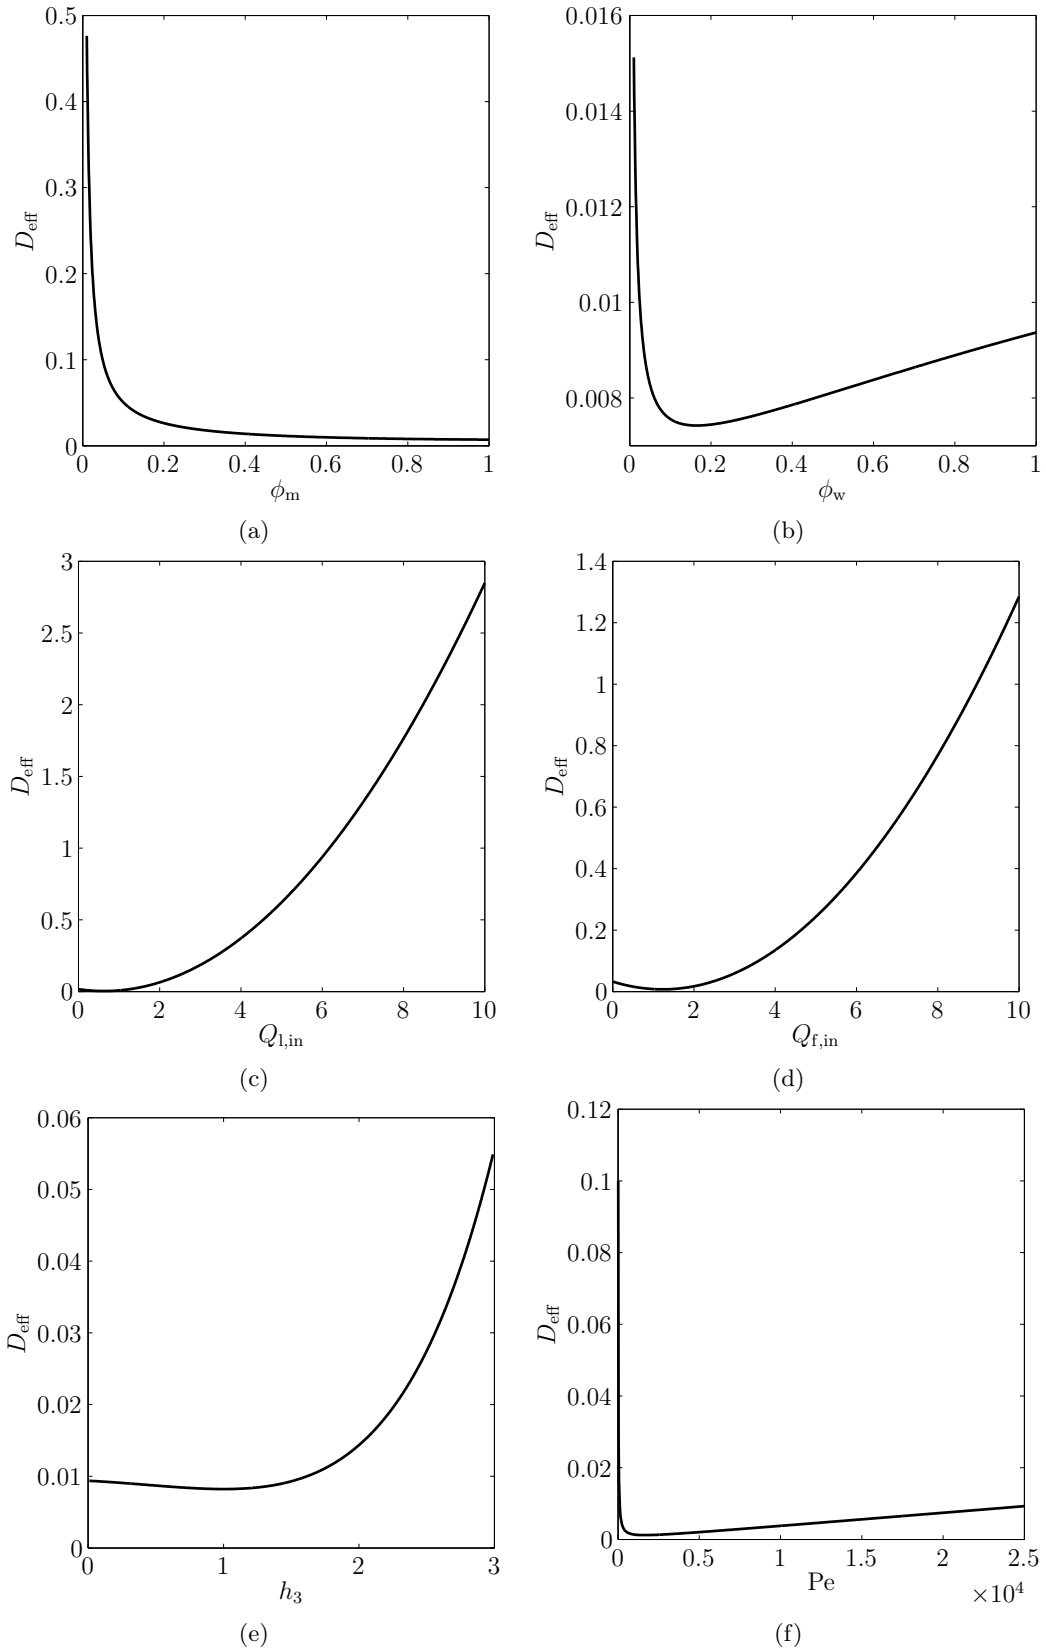 0.5
0.4
0.3
0.2
0.1
0
D_eff
0 0.2 0.4 0.6 0.8 1
ϕ_m
(a)
0.016
0.014
0.012
0.01
0.008
D_eff
0 0.2 0.4 0.6 0.8 1
ϕ_w
(b)
3
2.5
2
1.5
1
0.5
0
D_eff
0 2 4 6 8 10
Q_l,in
(c)
1.4
1.2
1
0.8
0.6
0.4
0.2
0
D_eff
0 2 4 6 8 10
Q_f,in
(d)
0.06
0.05
0.04
0.03
0.02
0.01
0
D_eff
0 1 2 3
h_3
(e)
0.12
0.1
0.08
0.06
0.04
0.02
0
D_eff
0 0.5 1 1.5 2 2.5
Pe
×10^4
(f)